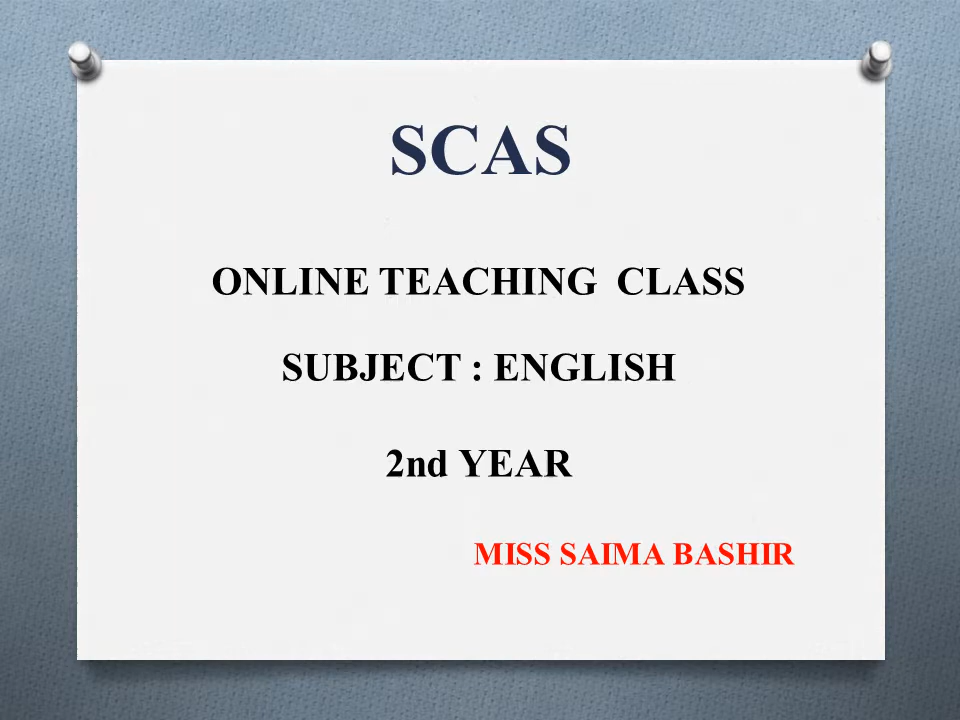 SCAS
ONLINE TEACHING CLASS
SUBJECT : ENGLISH
2nd YEAR
MISS SAIMA BASHIR